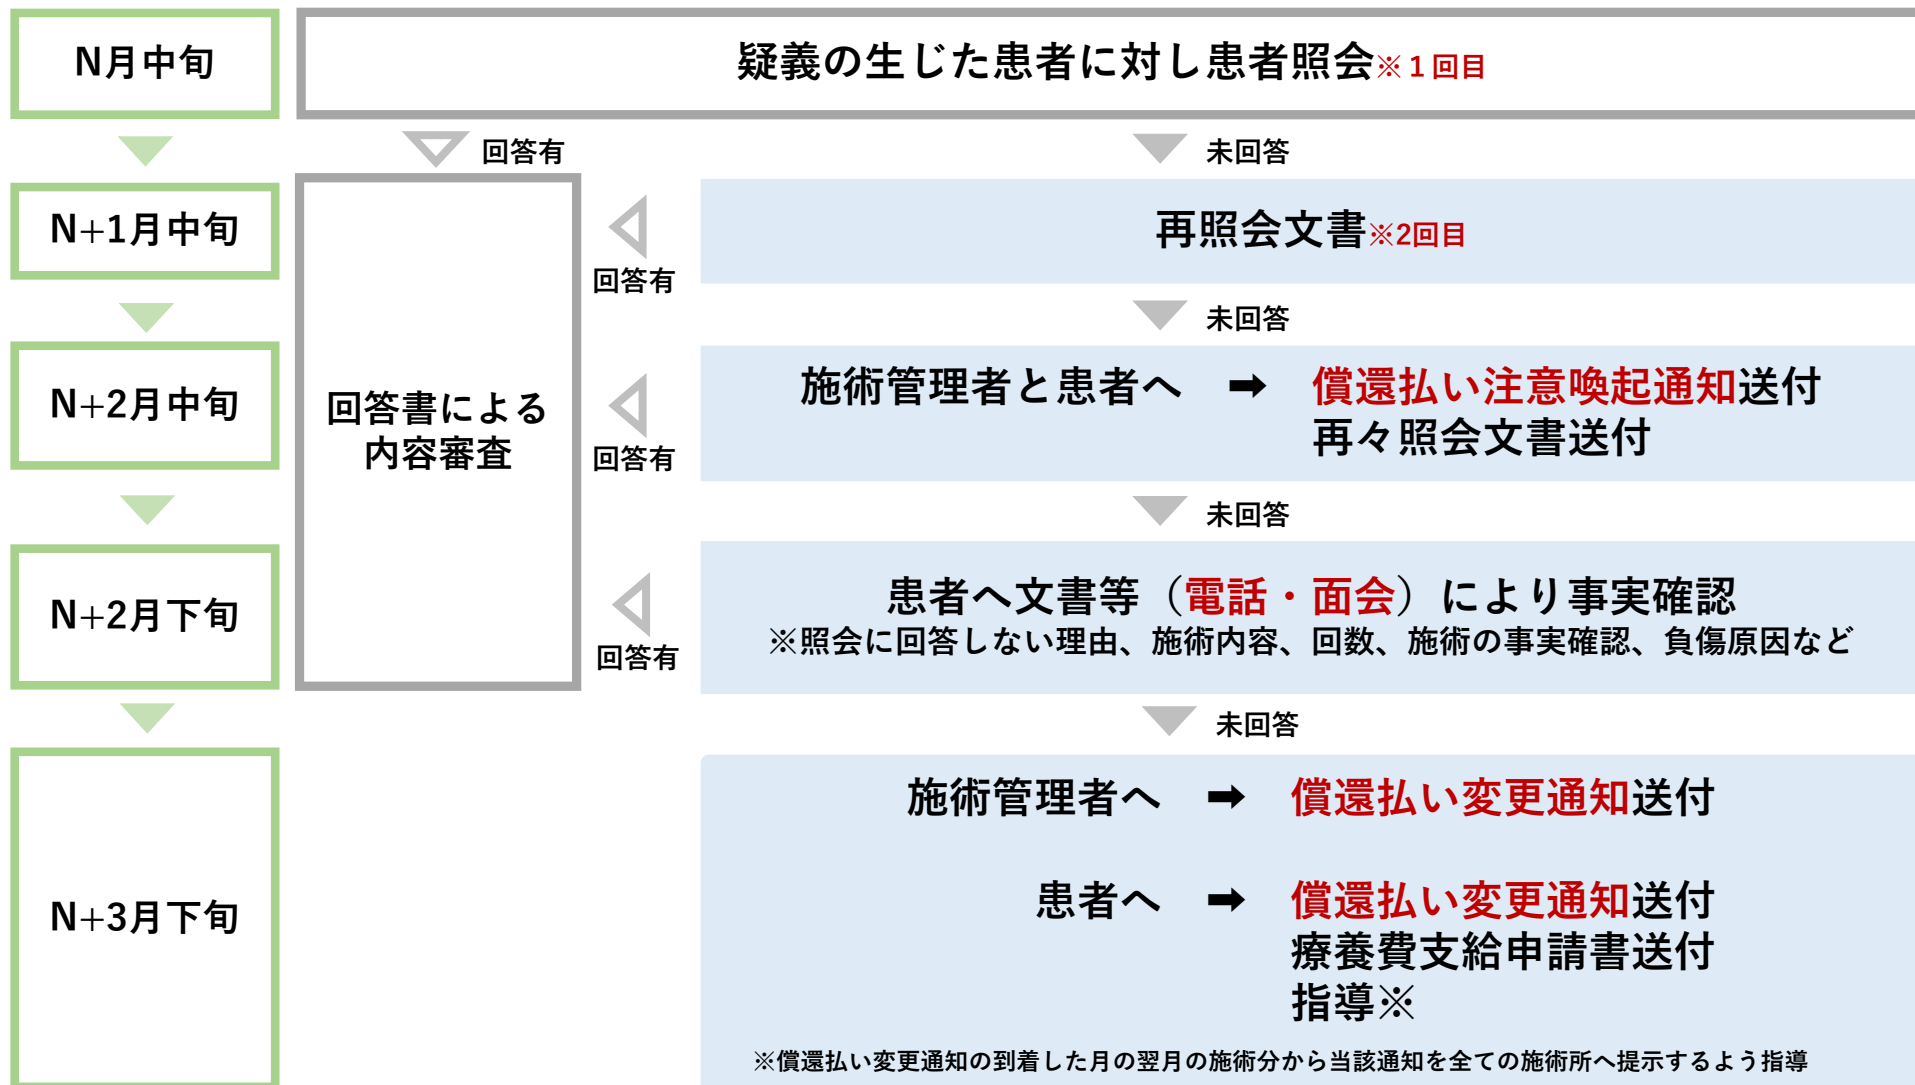 N月中旬
疑義の生じた患者に対し患者照会※1回目
回答有
未回答
N+1月中旬
再照会文書※2回目
回答有
未回答
N+2月中旬
回答書による
内容審査
施術管理者と患者へ ➡ 償還払い注意喚起通知送付
再々照会文書送付
回答有
未回答
N+2月下旬
患者へ文書等（電話・面会）により事実確認
※照会に回答しない理由、施術内容、回数、施術の事実確認、負傷原因など
回答有
未回答
N+3月下旬
施術管理者へ ➡ 償還払い変更通知送付
患者へ ➡ 償還払い変更通知送付
療養費支給申請書送付
指導※
※償還払い変更通知の到着した月の翌月の施術分から当該通知を全ての施術所へ提示するよう指導